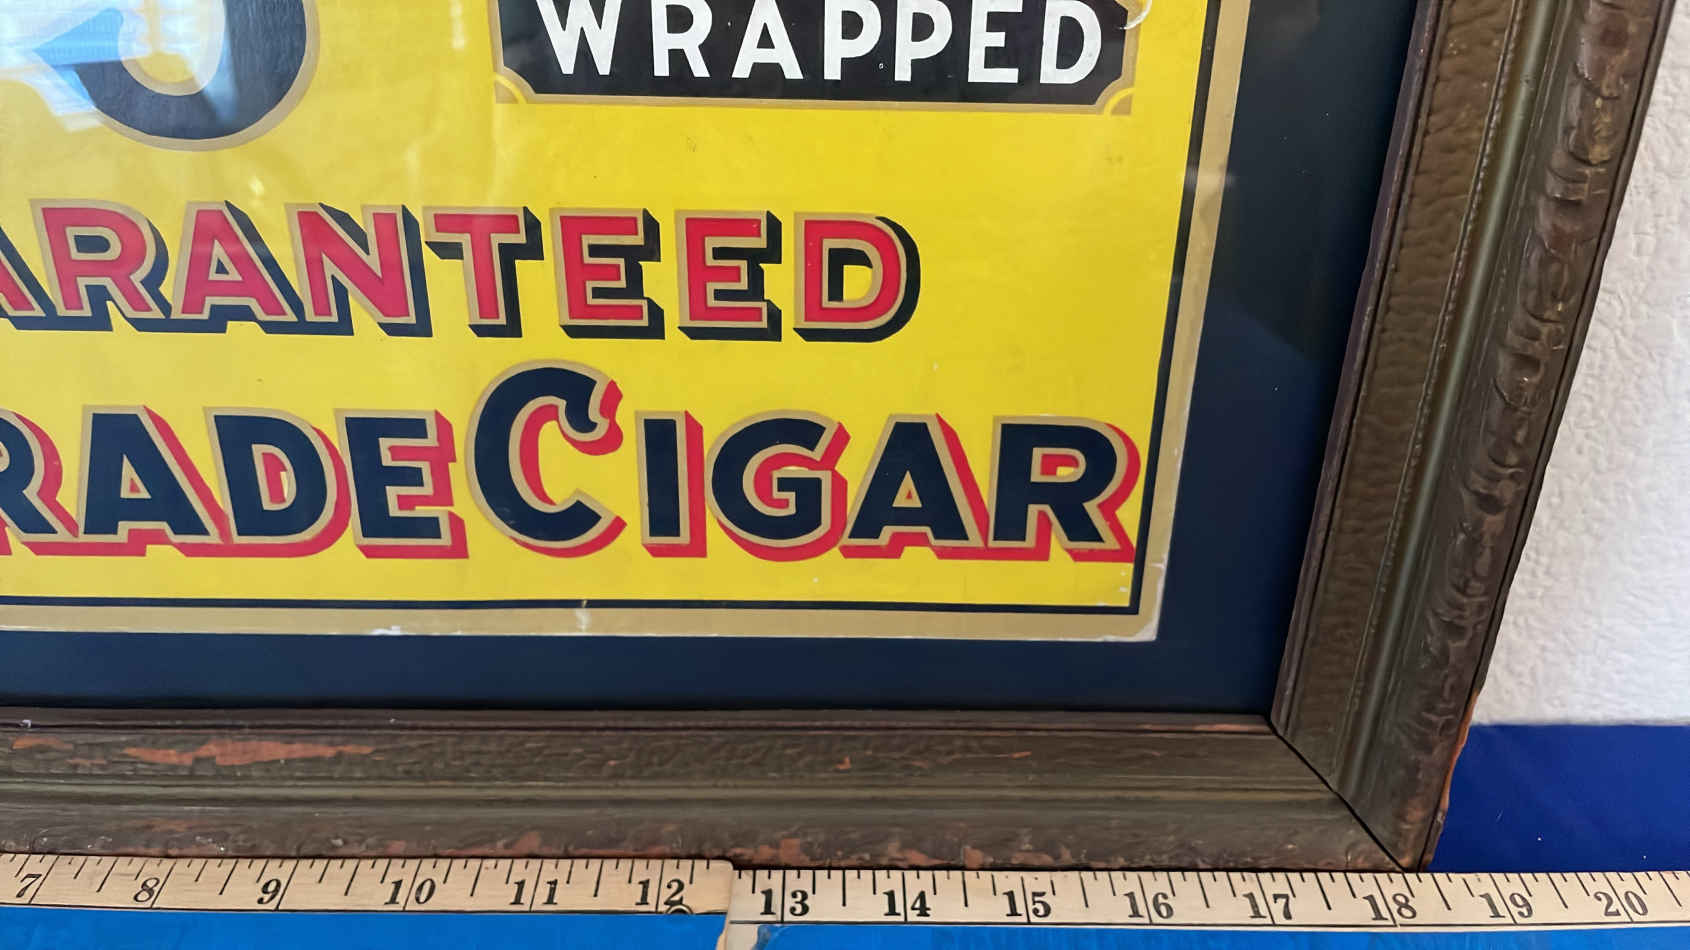 WRAPPED
ARANTEED
RADE CIGAR
7 8 9 10 11 12 13 14 15 16 17 18 19 20